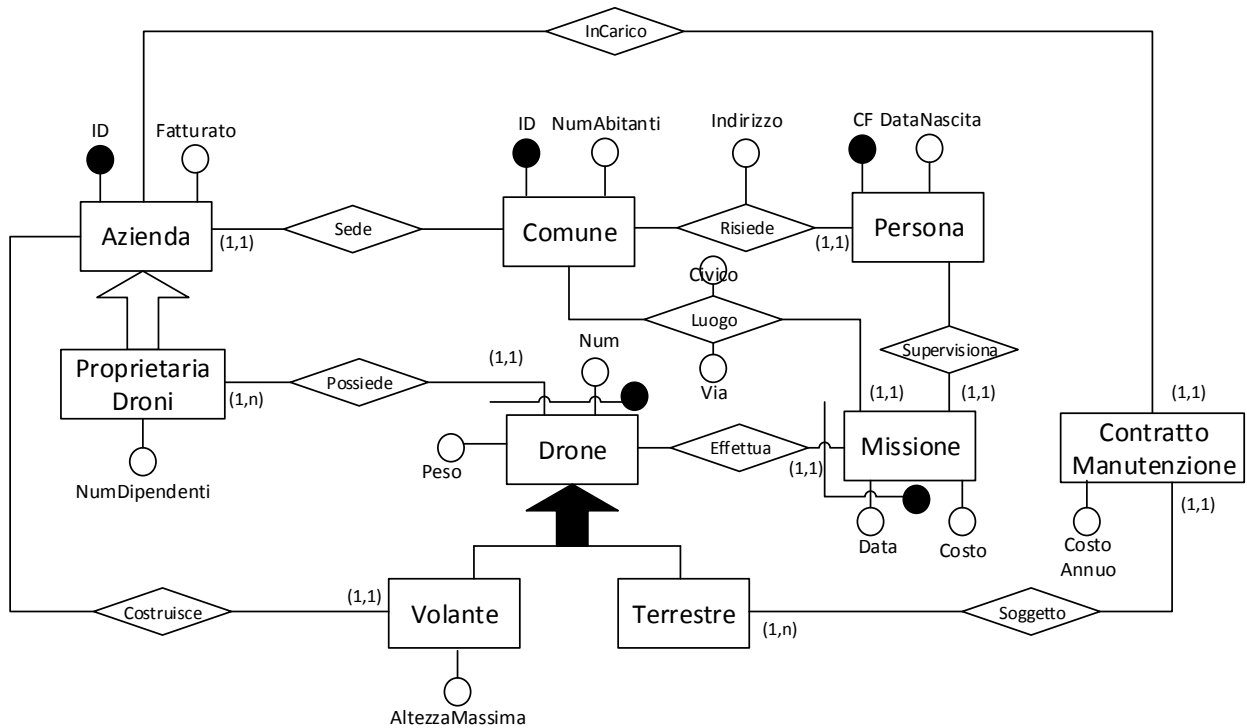 InCarico
ID
Fatturato
ID
NumAbitanti
Indirizzo
CF
DataNascita
Azienda
(1,1)
Sede
Comune
Risiede
(1,1)
Persona
Civico
Luogo
Via
Supervisiona
(1,1)
(1,1)
(1,1)
Proprietaria
Droni
(1,n)
Possiede
(1,1)
Num
NumDipendenti
Peso
Drone
Effettua
(1,1)
Missione
Contratto
Manutenzione
(1,1)
Data
Costo
Costo
Annuo
Costruisce
(1,1)
Volante
Terrestre
(1,n)
Soggetto
AltezzaMassima